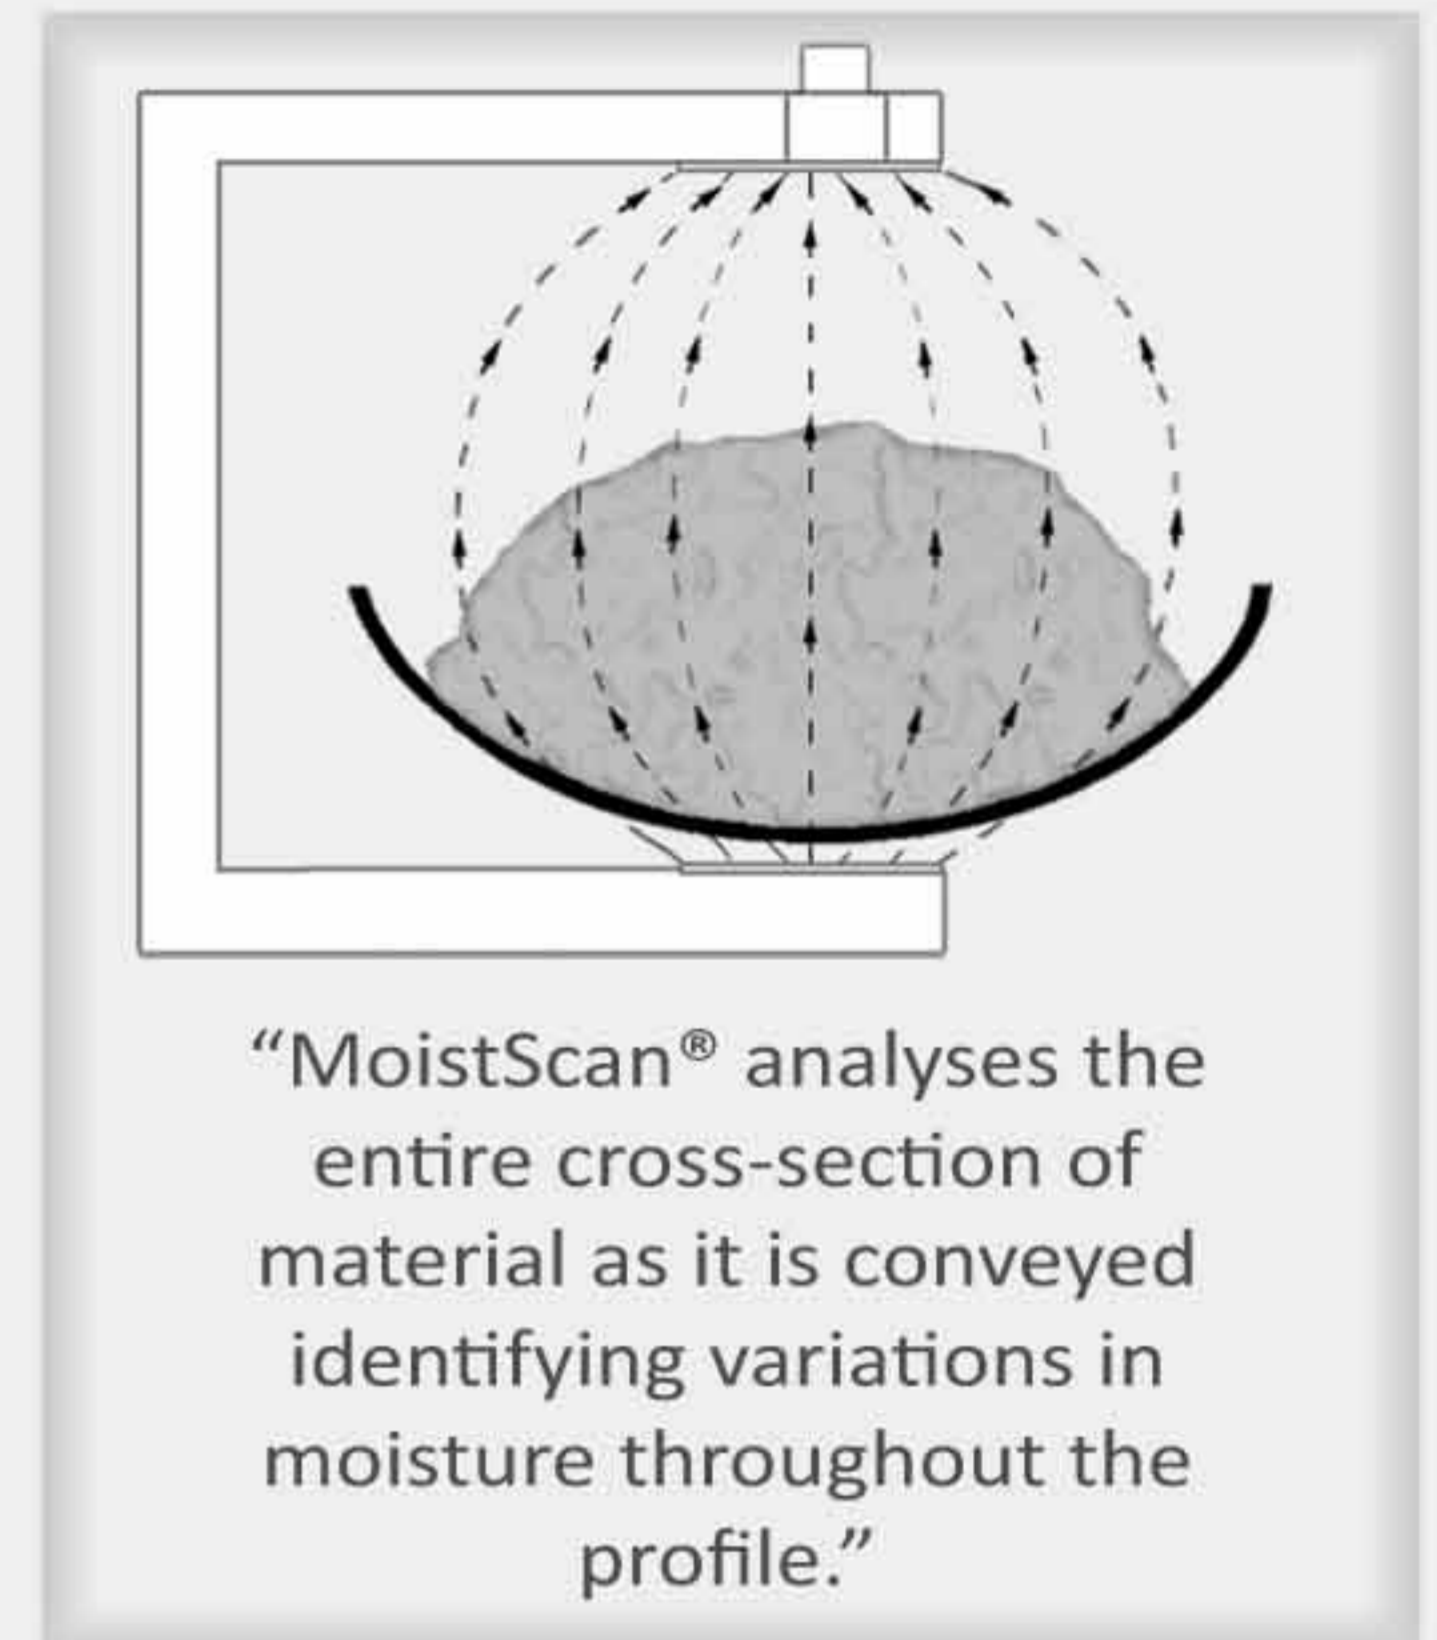 “MoistScan® analyses the
entire cross-section of
material as it is conveyed
identifying variations in
moisture throughout the
profile.”